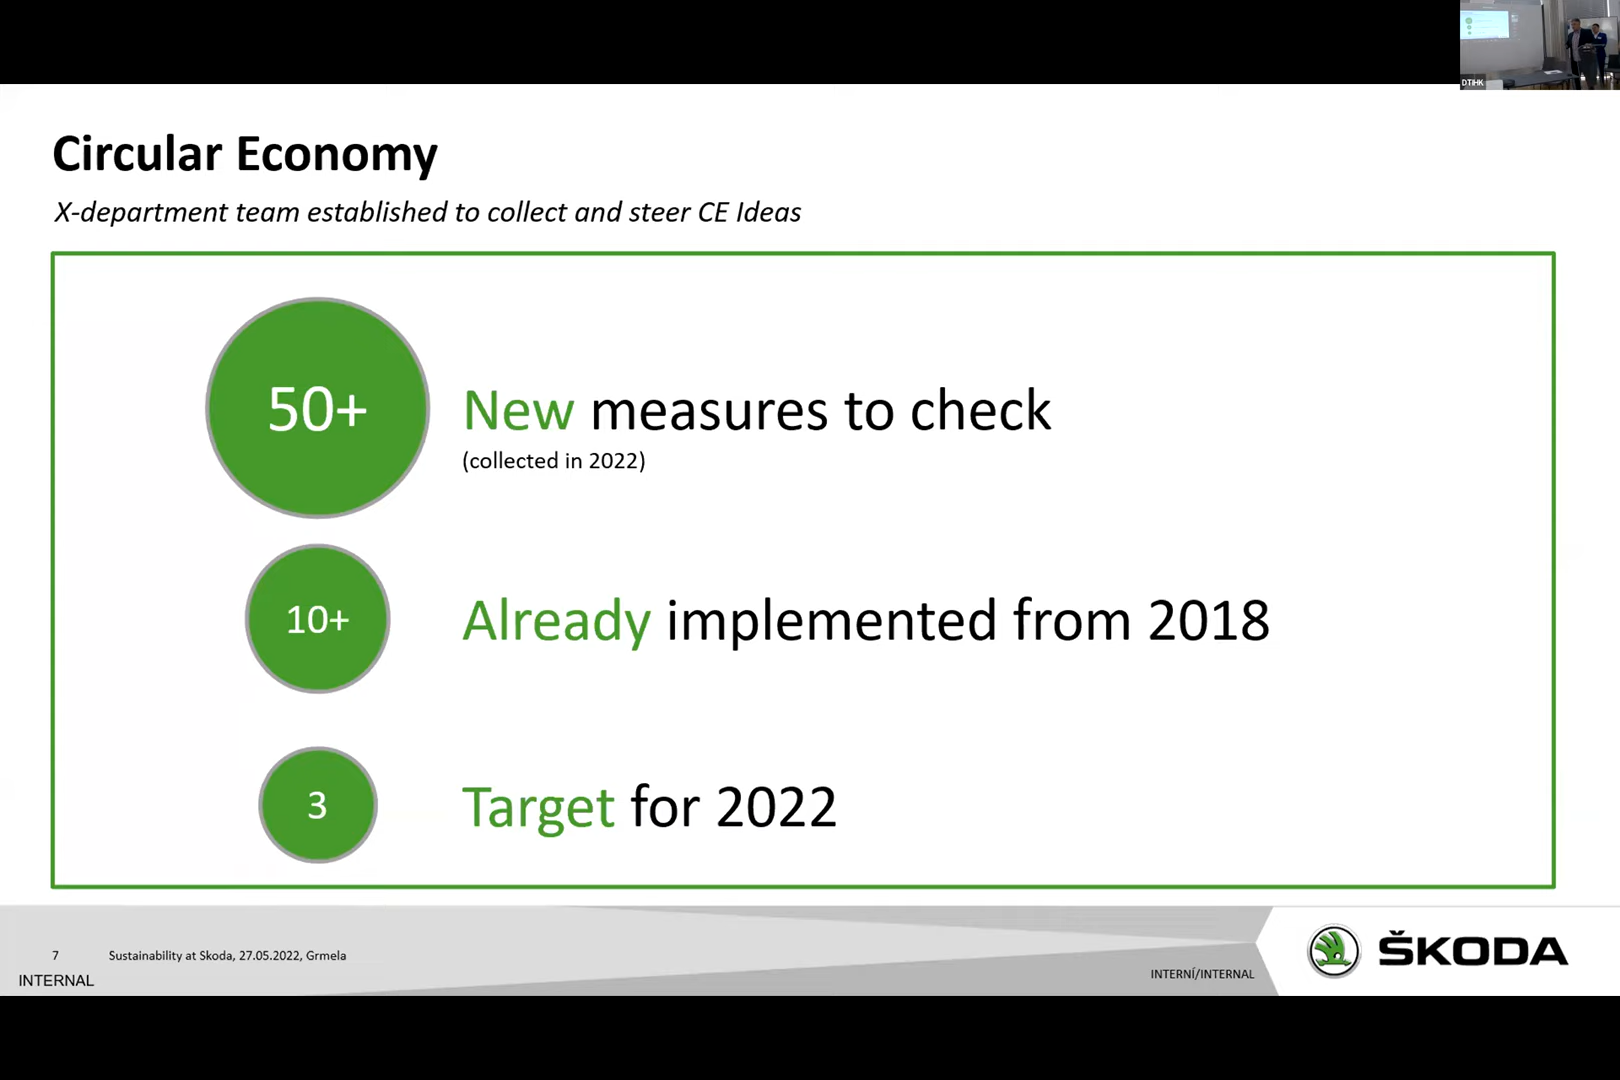 DTIHK
Circular Economy
X-department team established to collect and steer CE Ideas
50+
New measures to check
(collected in 2022)
10+
Already implemented from 2018
3
Target for 2022
7
Sustainability at Skoda, 27.05.2022, Grmela
INTERNAL
INTERNÍ/INTERNAL
ŠKODA